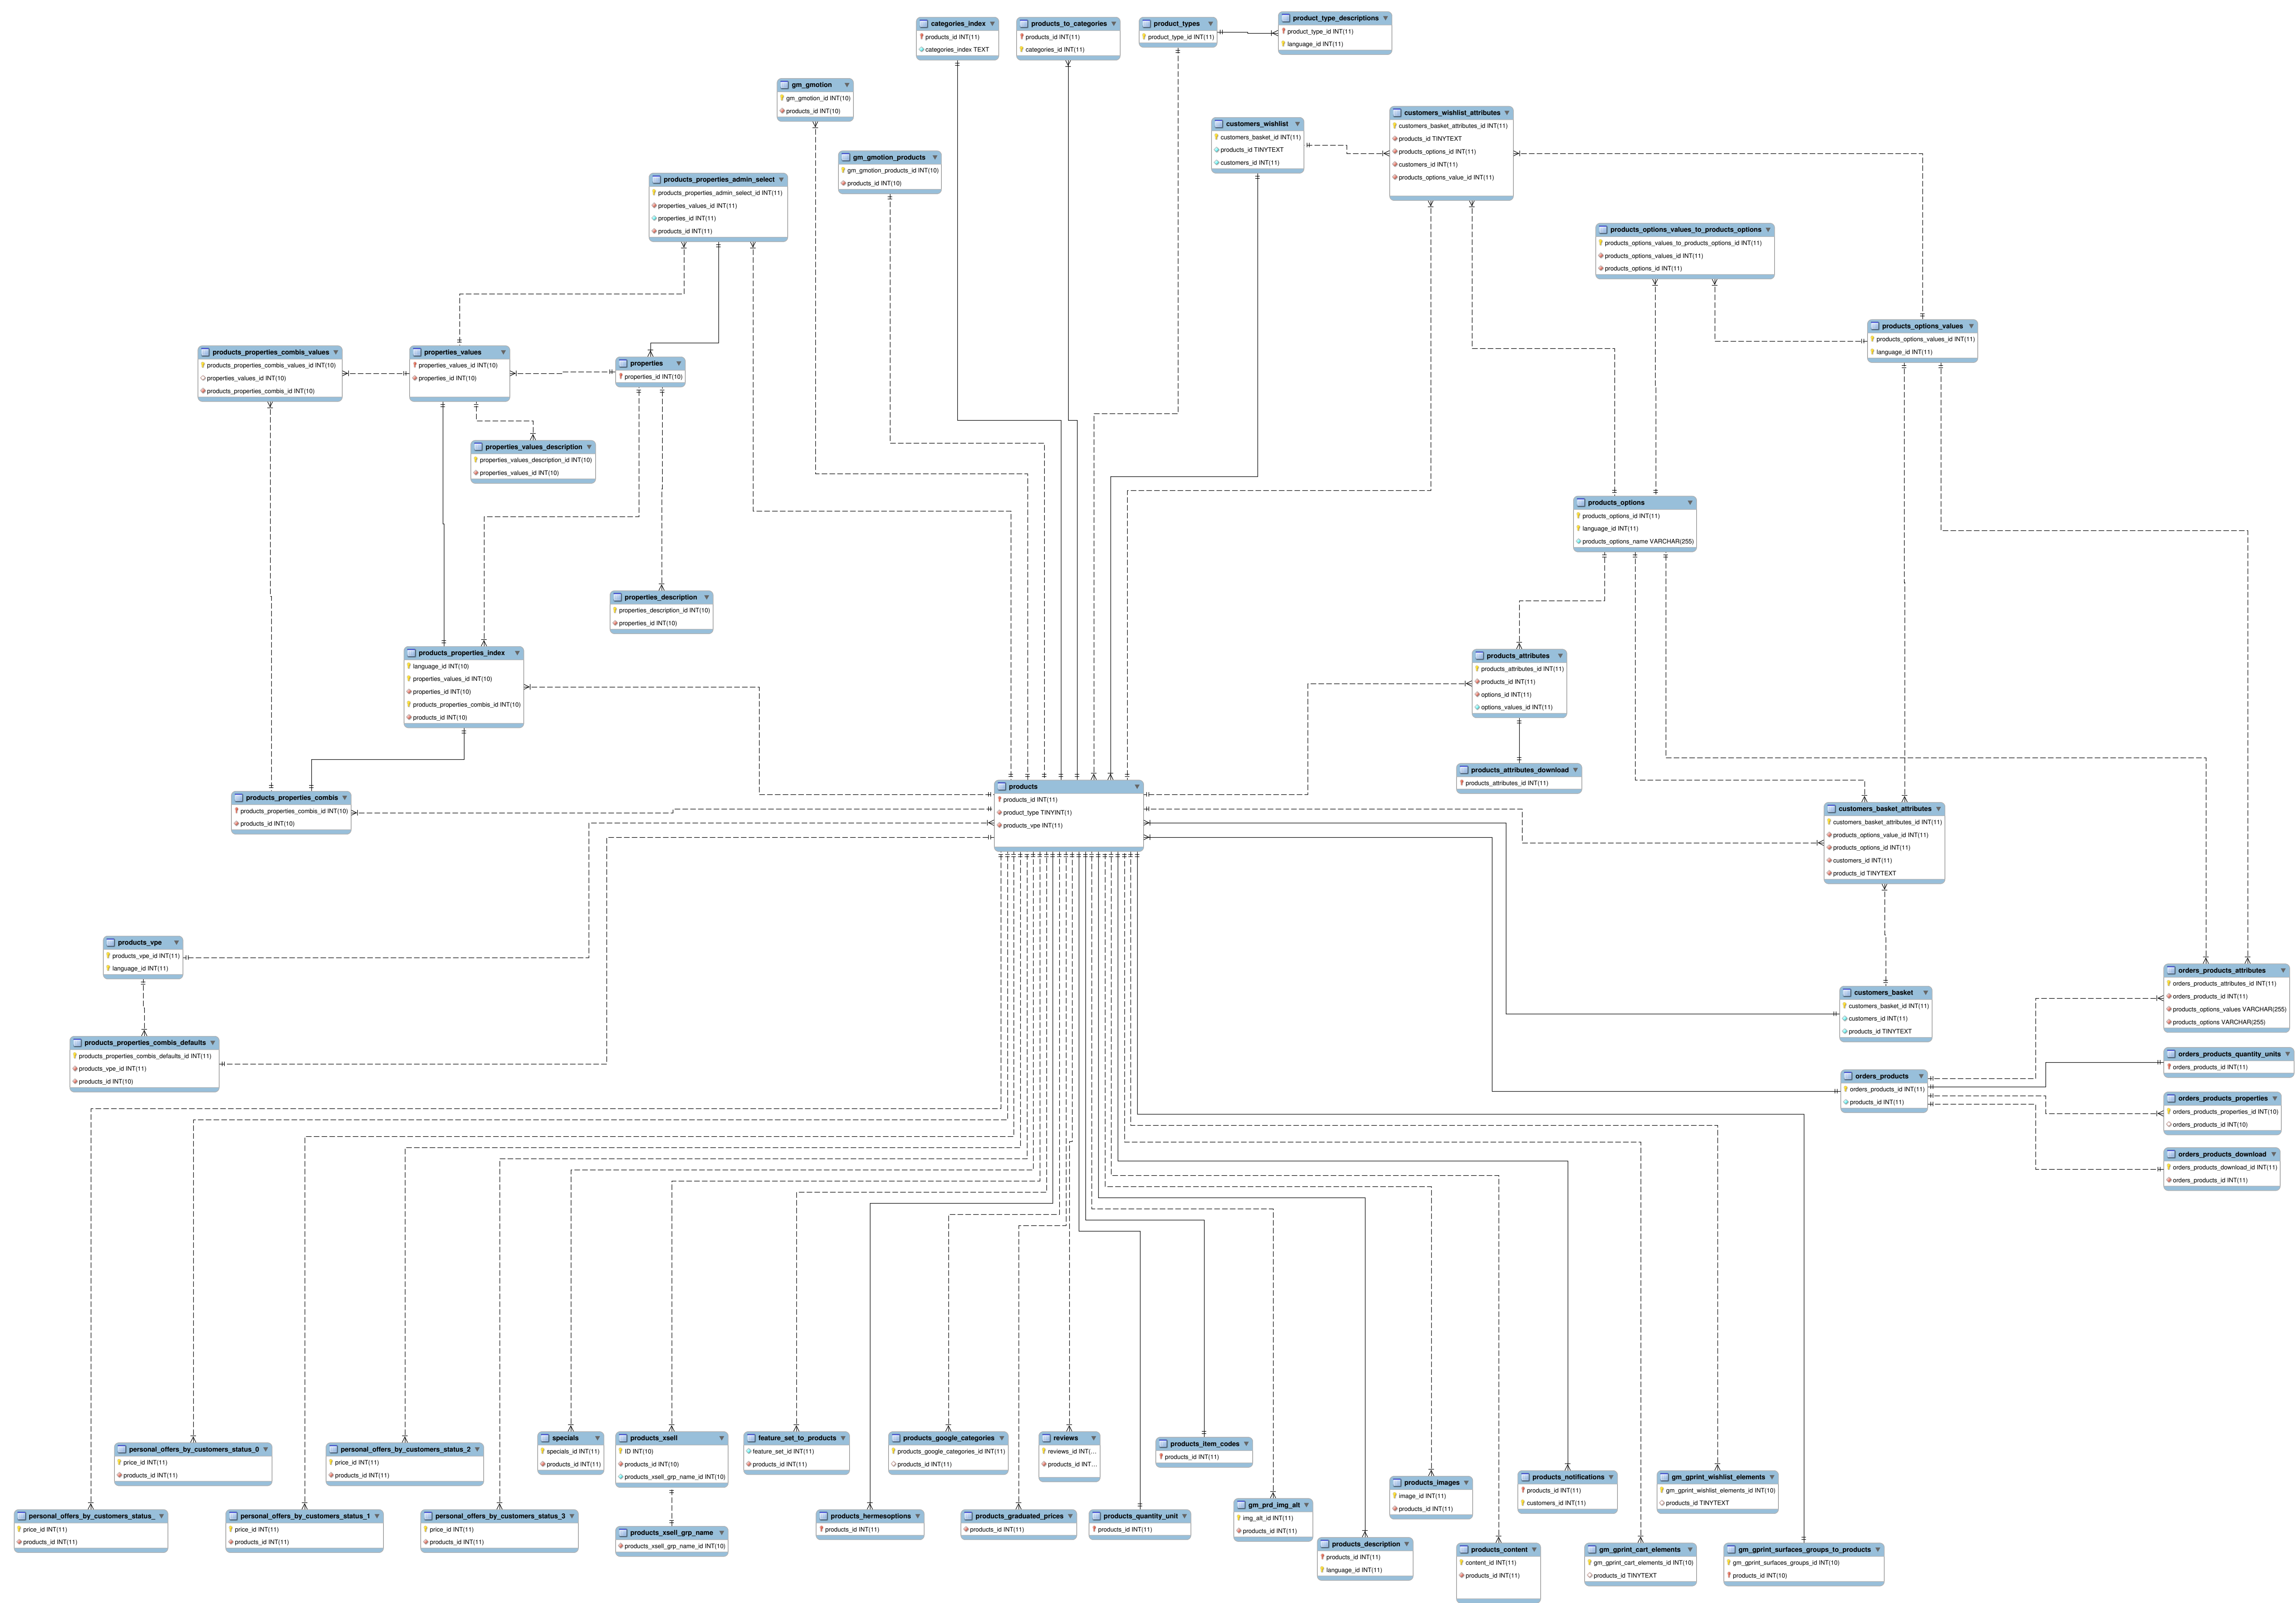 categories_index
products_id INT(11)
categories_index TEXT
products_to_categories
products_id INT(11)
categories_id INT(11)
product_types
product_type_id INT(11)
product_type_descriptions
product_type_id INT(11)
language_id INT(11)
gm_gmotion
gm_gmotion_id INT(10)
products_id INT(10)
customers_wishlist
customers_basket_id INT(11)
products_id TINYTEXT
customers_id INT(11)
customers_wishlist_attributes
customers_basket_attributes_id INT(11)
products_id TINYTEXT
products_options_id INT(11)
customers_id INT(11)
products_options_value_id INT(11)
gm_gmotion_products
gm_gmotion_products_id INT(10)
products_id INT(10)
products_properties_admin_select
products_properties_admin_select_id INT(11)
properties_values_id INT(11)
properties_id INT(11)
products_id INT(11)
products_options_values_to_products_options
products_options_values_to_products_options_id INT(11)
products_options_values_id INT(11)
products_options_id INT(11)
products_options_values
products_options_values_id INT(11)
language_id INT(11)
products_properties_combis_values
products_properties_combis_values_id INT(10)
properties_values_id INT(10)
products_properties_combis_id INT(10)
properties_values
properties_values_id INT(10)
properties_id INT(10)
properties
properties_id INT(10)
properties_values_description
properties_values_description_id INT(10)
properties_values_id INT(10)
products_options
products_options_id INT(11)
language_id INT(11)
products_options_name VARCHAR(255)
properties_description
properties_description_id INT(10)
properties_id INT(10)
products_properties_index
language_id INT(10)
properties_values_id INT(10)
properties_id INT(10)
products_properties_combis_id INT(10)
products_id INT(10)
products_attributes
products_attributes_id INT(11)
products_id INT(11)
options_id INT(11)
options_values_id INT(11)
products_attributes_download
products_attributes_id INT(11)
products_properties_combis
products_properties_combis_id INT(10)
products_id INT(10)
products
products_id INT(11)
product_type TINYINT(1)
products_vpe INT(11)
customers_basket_attributes
customers_basket_attributes_id INT(11)
products_options_value_id INT(11)
products_options_id INT(11)
customers_id INT(11)
products_id TINYTEXT
products_vpe
products_vpe_id INT(11)
language_id INT(11)
orders_products_attributes
orders_products_attributes_id INT(11)
orders_products_id INT(11)
products_options_values VARCHAR(255)
products_options VARCHAR(255)
customers_basket
customers_basket_id INT(11)
customers_id INT(11)
products_id TINYTEXT
products_properties_combis_defaults
products_properties_combis_defaults_id INT(11)
products_vpe_id INT(11)
products_id INT(10)
orders_products_quantity_units
orders_products_id INT(11)
orders_products
orders_products_id INT(11)
products_id INT(11)
orders_products_properties
orders_products_properties_id INT(10)
orders_products_id INT(10)
orders_products_download
orders_products_download_id INT(11)
orders_products_id INT(11)
personal_offers_by_customers_status_0
price_id INT(11)
products_id INT(11)
personal_offers_by_customers_status_2
price_id INT(11)
products_id INT(11)
specials
specials_id INT(11)
products_id INT(11)
products_xsell
ID INT(10)
products_id INT(10)
products_xsell_grp_name_id INT(10)
feature_set_to_products
feature_set_id INT(11)
products_id INT(11)
products_google_categories
products_google_categories_id INT(11)
products_id INT(11)
reviews
reviews_id INT(...
products_id INT...
products_item_codes
products_id INT(11)
products_images
image_id INT(11)
products_id INT(11)
products_notifications
products_id INT(11)
customers_id INT(11)
gm_gprint_wishlist_elements
gm_gprint_wishlist_elements_id INT(10)
products_id TINYTEXT
personal_offers_by_customers_status_
price_id INT(11)
products_id INT(11)
personal_offers_by_customers_status_1
price_id INT(11)
products_id INT(11)
personal_offers_by_customers_status_3
price_id INT(11)
products_id INT(11)
products_xsell_grp_name
products_xsell_grp_name_id INT(10)
products_hermesoptions
products_id INT(11)
products_graduated_prices
products_id INT(11)
products_quantity_unit
products_id INT(11)
gm_prd_img_alt
img_alt_id INT(11)
products_id INT(11)
products_description
products_id INT(11)
language_id INT(11)
products_content
content_id INT(11)
products_id INT(11)
gm_gprint_cart_elements
gm_gprint_cart_elements_id INT(10)
products_id TINYTEXT
gm_gprint_surfaces_groups_to_products
gm_gprint_surfaces_groups_id INT(10)
products_id INT(10)